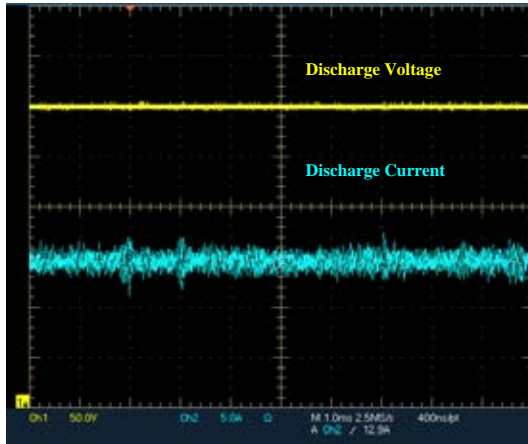 Discharge Voltage
Discharge Current
Ch1 50.0V Ch2 5.0A Ω M 1.0ms 2.5MS/s 400ns/pt
A Ch2 / 12.9A